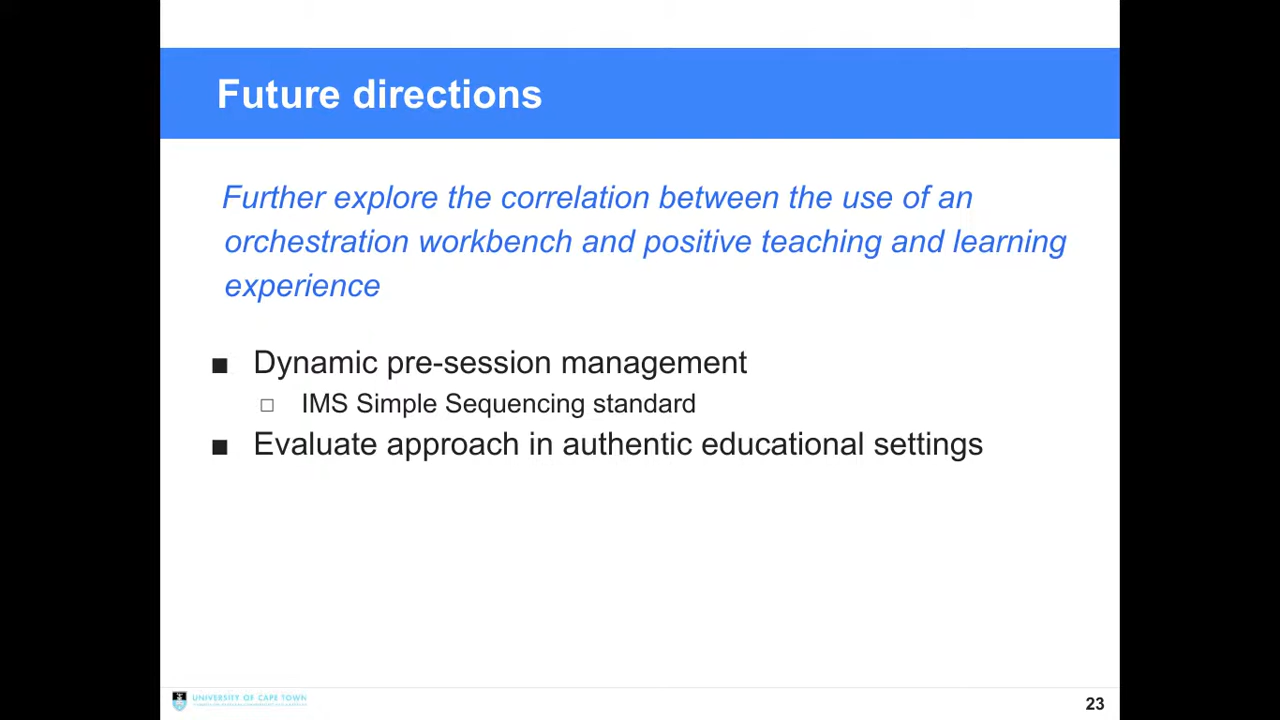 Future directions
Further explore the correlation between the use of an
orchestration workbench and positive teaching and learning
experience
Dynamic pre-session management
IMS Simple Sequencing standard
Evaluate approach in authentic educational settings
UNIVERSITY OF CAPE TOWN
23